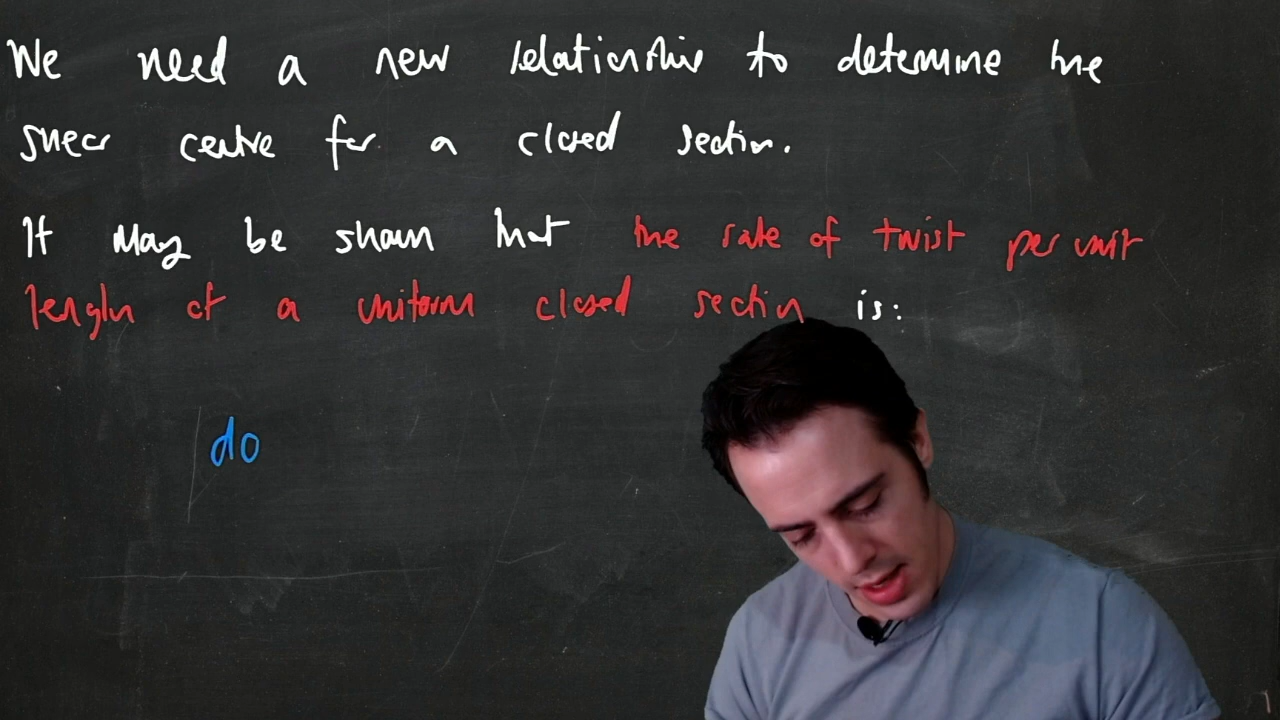 We need a new relationship to determine the
shear centre for a closed section.
It may be shown that the rate of twist per unit
length of a uniform closed section is:
do